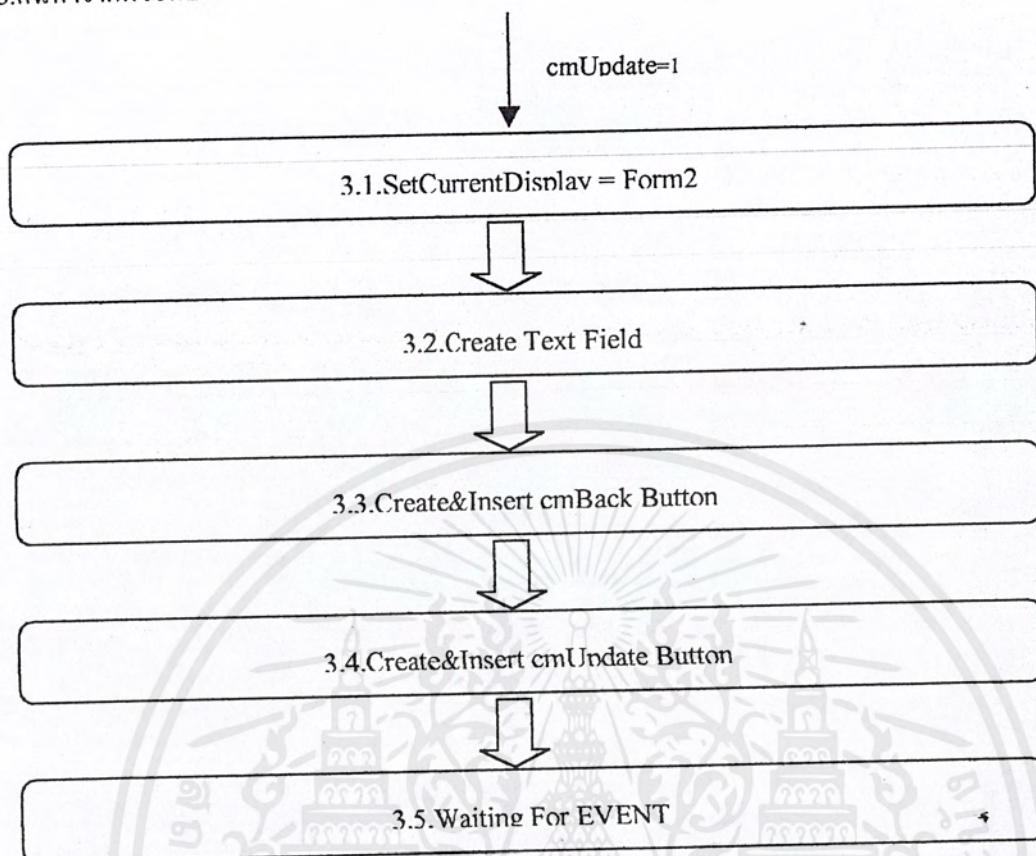 cmUpdate=1
3.1.SetCurrentDisplay = Form2
3.2.Create Text Field
3.3.Create&Insert cmBack Button
3.4.Create&Insert cmUpdate Button
3.5.Waiting For EVENT